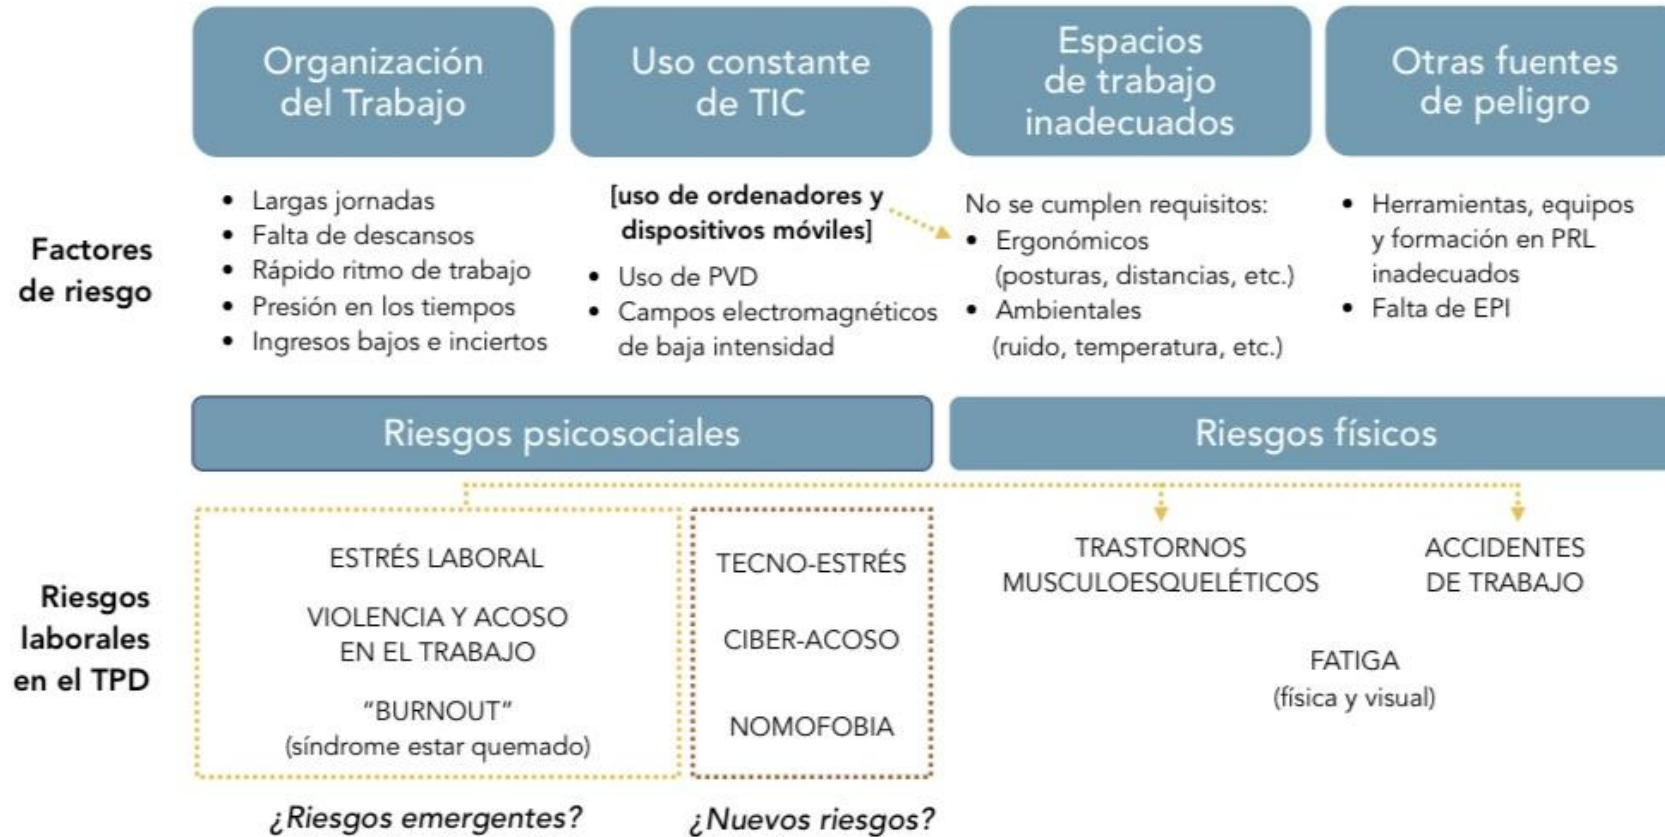 Organización
del Trabajo
Uso constante
de TIC
Espacios
de trabajo
inadecuados
Otras fuentes
de peligro
Factores
de riesgo
• Largas jornadas
• Falta de descansos
• Rápido ritmo de trabajo
• Presión en los tiempos
• Ingresos bajos e inciertos
[uso de ordenadores y
dispositivos móviles]
• Uso de PVD
• Campos electromagnéticos
de baja intensidad
No se cumplen requisitos:
• Ergonómicos
(posturas, distancias, etc.)
• Ambientales
(ruido, temperatura, etc.)
• Herramientas, equipos
y formación en PRL
inadecuados
• Falta de EPI
Riesgos psicosociales
Riesgos físicos
Riesgos
laborales
en el TPD
ESTRÉS LABORAL
VIOLENCIA Y ACOSO
EN EL TRABAJO
“BURNOUT”
(síndrome estar quemado)
TECNO-ESTRÉS
CIBER-ACOSO
NOMOFOBIA
TRASTORNOS
MUSCULOESQUELÉTICOS
ACCIDENTES
DE TRABAJO
FATIGA
(física y visual)
¿Riesgos emergentes?
¿Nuevos riesgos?